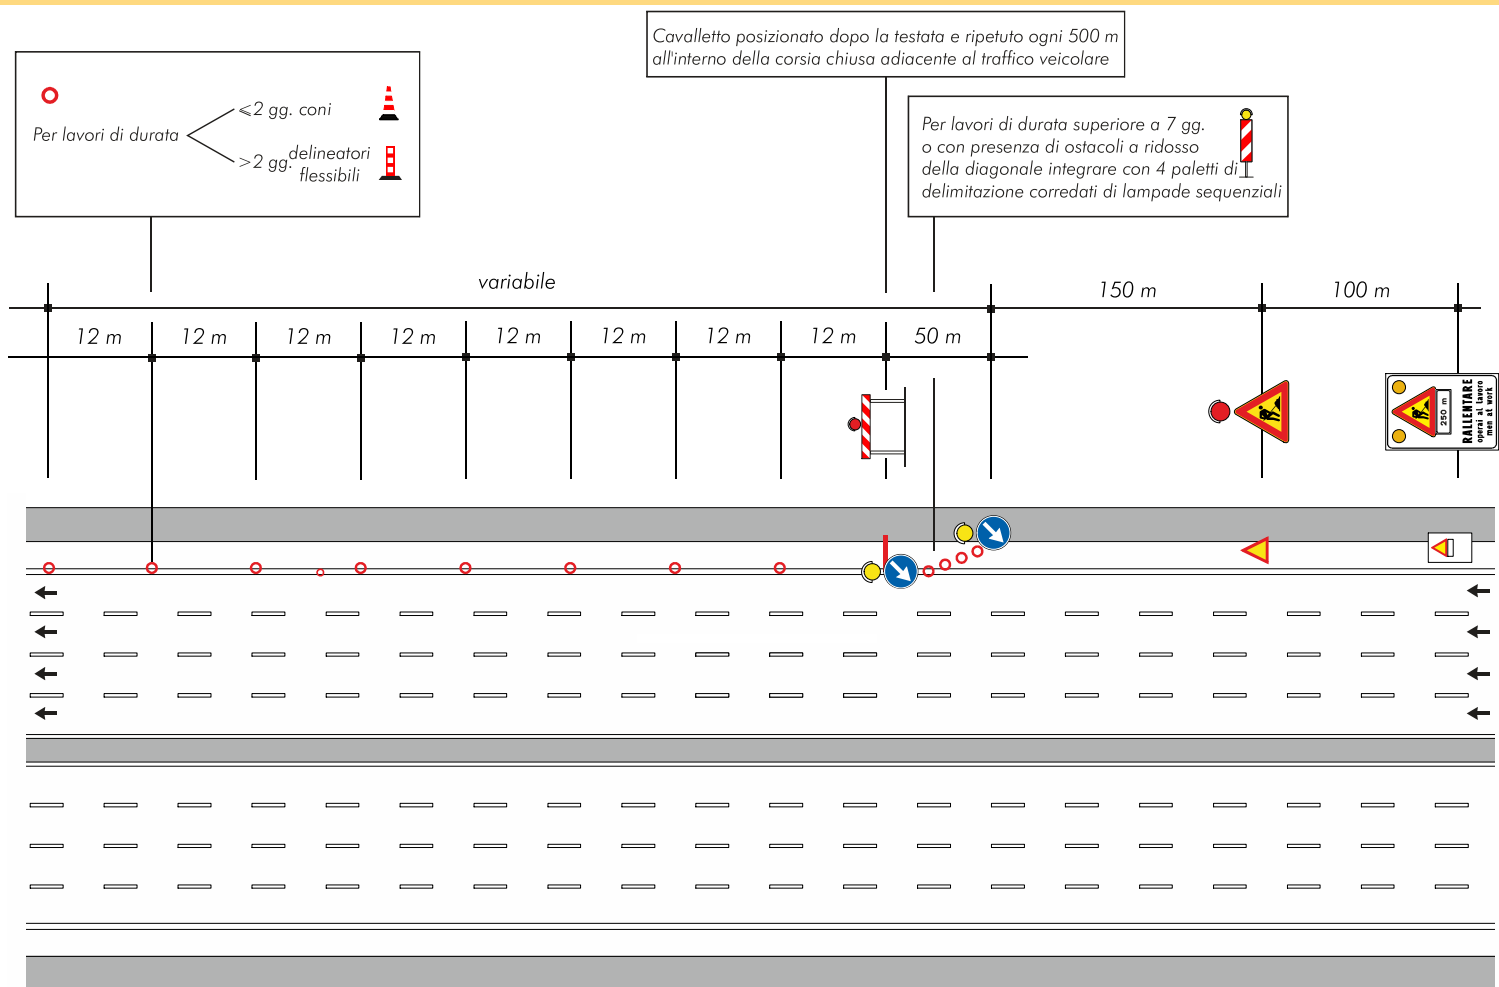 Cavalletto posizionato dopo la testata e ripetuto ogni 500 m
all'interno della corsia chiusa adiacente al traffico veicolare
Per lavori di durata
⩽2 gg. coni
>2 gg. delineatori
flessibili
Per lavori di durata superiore a 7 gg.
o con presenza di ostacoli a ridosso
della diagonale integrare con 4 paletti di
delimitazione corredati di lampade sequenziali
variabile
150 m
100 m
12 m
12 m
12 m
12 m
12 m
12 m
12 m
12 m
50 m
250 m
RALLENTARE
operai al lavoro
men at work